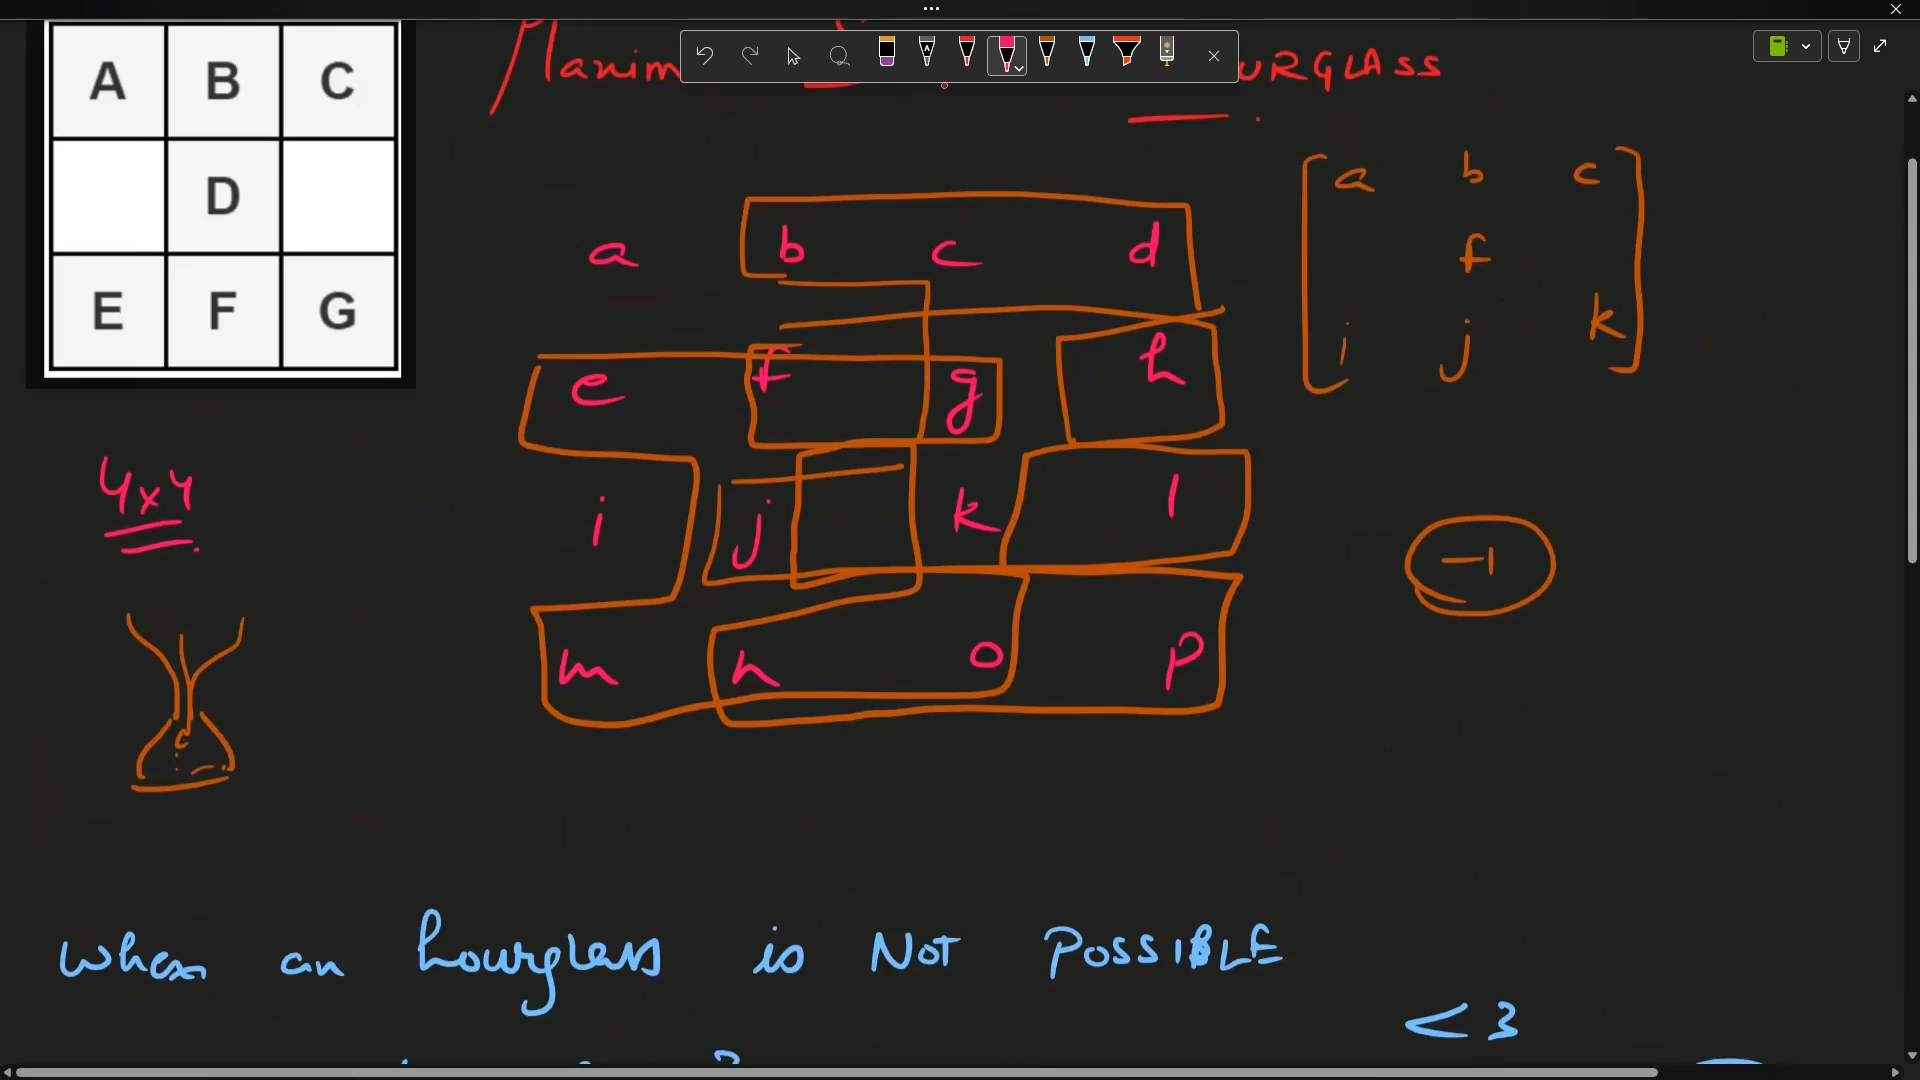 Maxim URGLASS
A B C
D
E F G
a b c
f
i j k
a b c d
e f g h
i j k l
m n o p
4x4
-1
When an hourglass is NOT POSSIBLE
< 3